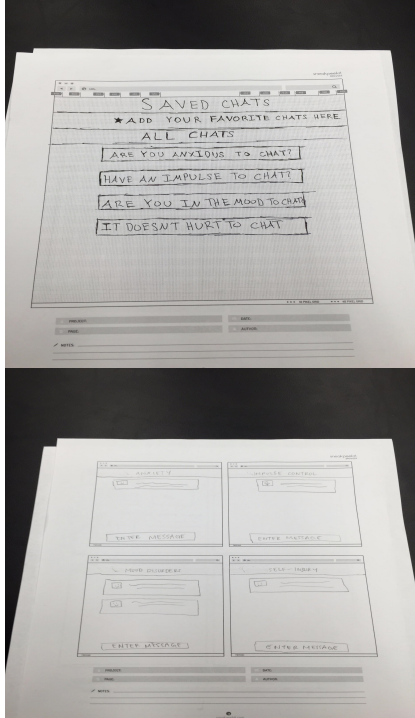 SAVED CHATS
★ ADD YOUR FAVORITE CHATS HERE
ALL CHATS
ARE YOU ANXIOUS TO CHAT?
HAVE AN IMPULSE TO CHAT?
ARE YOU IN THE MOOD TO CHAT?
IT DOESNT HURT TO CHAT
PROJECT:
DATE:
PAGE:
AUTHOR:
NOTES
ANXIETY
IMPULSE CONTROL
ENTER MESSAGE
ENTER MESSAGE
MOOD DISORDERS
SELF-INJURY
ENTER MESSAGE
ENTER MESSAGE
PROJECT:
DATE:
PAGE:
AUTHOR:
NOTES